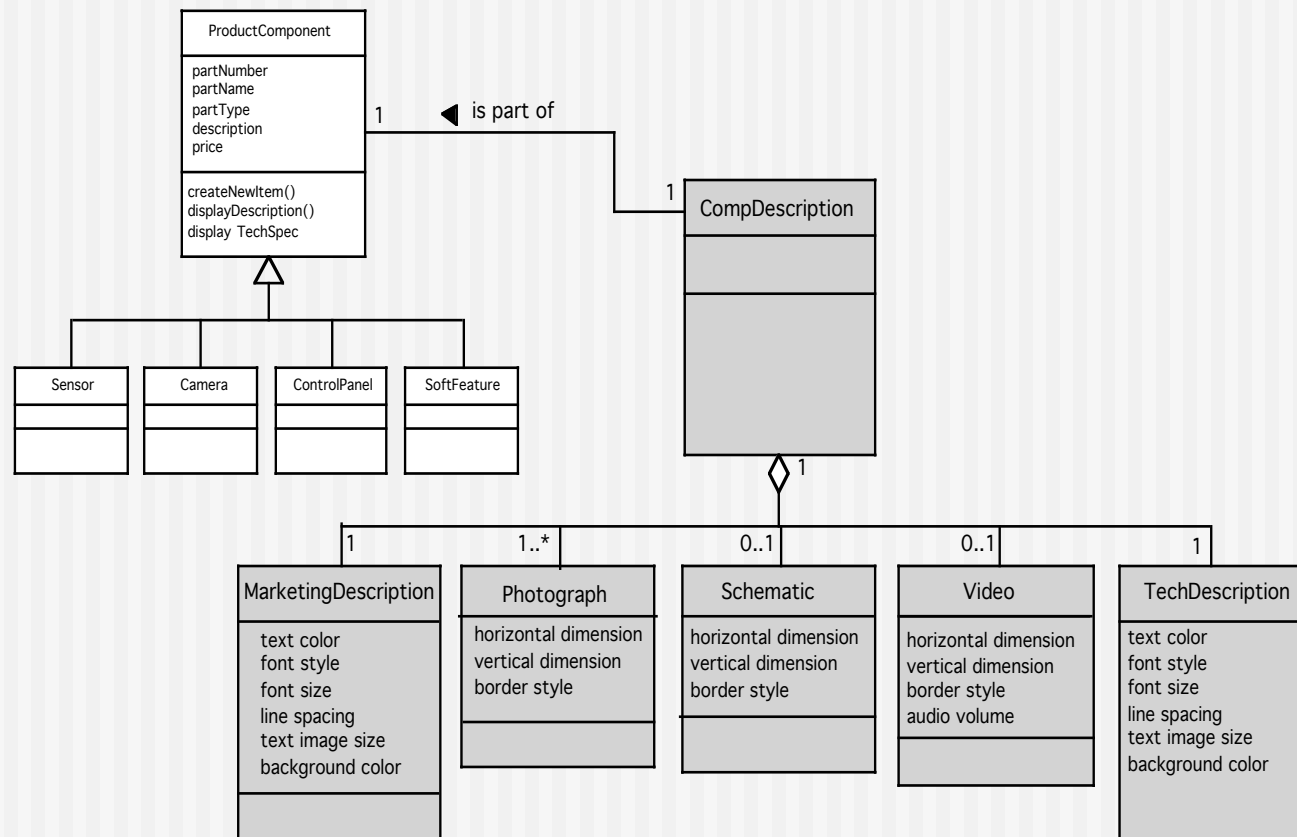 ProductComponent
partNumber
partName
partType
description
price
createNewItem()
displayDescription()
display TechSpec
1
is part of
1
CompDescription
Sensor
Camera
ControlPanel
SoftFeature
1
1
1..*
0..1
0..1
1
MarketingDescription
text color
font style
font size
line spacing
text image size
background color
Photograph
horizontal dimension
vertical dimension
border style
Schematic
horizontal dimension
vertical dimension
border style
Video
horizontal dimension
vertical dimension
border style
audio volume
TechDescription
text color
font style
font size
line spacing
text image size
background color